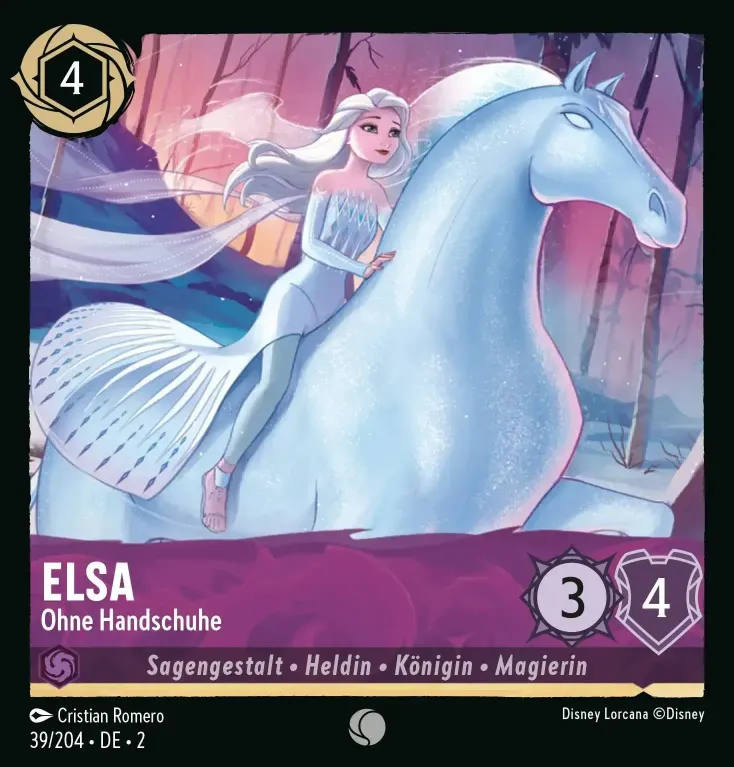 4
ELSA
Ohne Handschuhe
3
4
Sagengestalt • Heldin • Königin • Magierin
Cristian Romero
Disney Lorcana ©Disney
39/204 • DE • 2